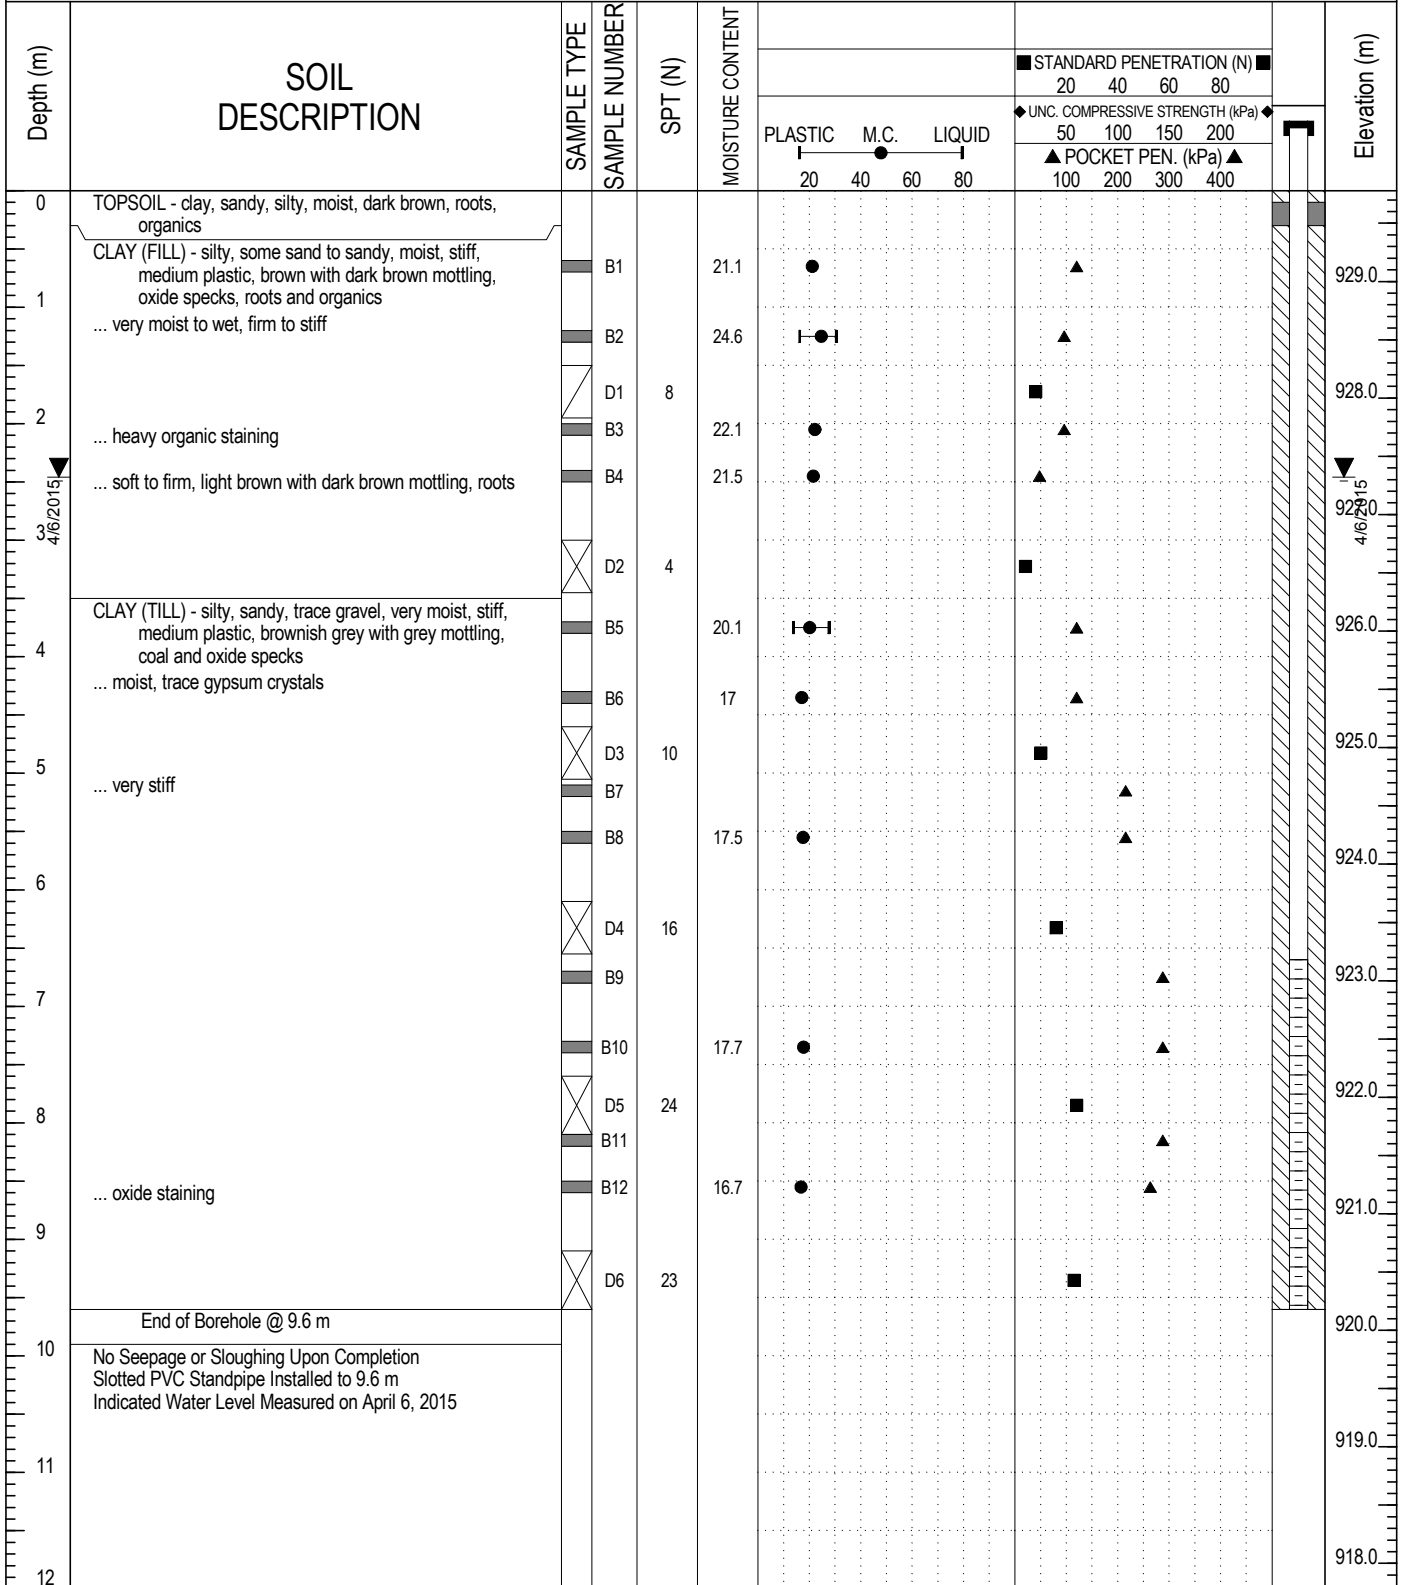 Depth (m)
SOIL
DESCRIPTION
SAMPLE TYPE
SAMPLE NUMBER
SPT (N)
MOISTURE CONTENT
PLASTIC M.C. LIQUID
20 40 60 80
■ STANDARD PENETRATION (N) ■
20 40 60 80
◆ UNC. COMPRESSIVE STRENGTH (kPa) ◆
50 100 150 200
▲ POCKET PEN. (kPa) ▲
100 200 300 400
Elevation (m)
0
TOPSOIL - clay, sandy, silty, moist, dark brown, roots,
organics
CLAY (FILL) - silty, some sand to sandy, moist, stiff,
medium plastic, brown with dark brown mottling,
oxide specks, roots and organics
B1 21.1
929.0
1
... very moist to wet, firm to stiff
B2 24.6
D1 8
928.0
2
... heavy organic staining
B3 22.1
... soft to firm, light brown with dark brown mottling, roots
B4 21.5
4/6/2015
927.0
4/6/2015
3
D2 4
CLAY (TILL) - silty, sandy, trace gravel, very moist, stiff,
medium plastic, brownish grey with grey mottling,
coal and oxide specks
B5 20.1
926.0
4
... moist, trace gypsum crystals
B6 17
D3 10
925.0
5
... very stiff
B7
B8 17.5
924.0
6
D4 16
B9
923.0
7
B10 17.7
D5 24
922.0
8
B11
... oxide staining
B12 16.7
921.0
9
D6 23
End of Borehole @ 9.6 m
920.0
10
No Seepage or Sloughing Upon Completion
Slotted PVC Standpipe Installed to 9.6 m
Indicated Water Level Measured on April 6, 2015
919.0
11
918.0
12